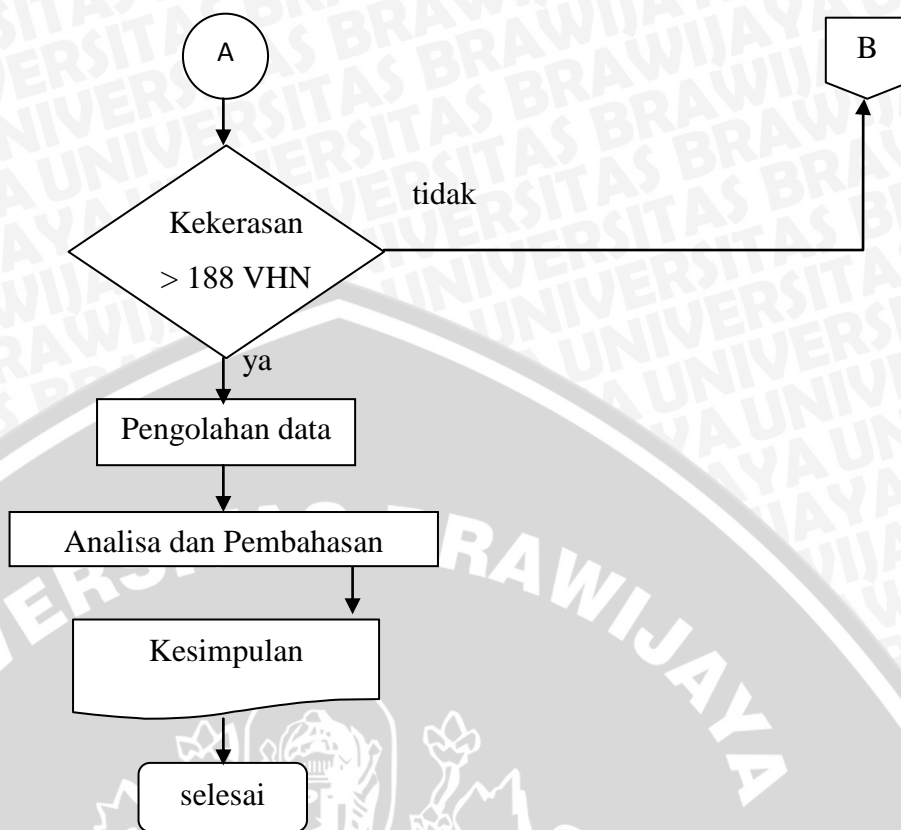 A
B
tidak
Kekerasan
> 188 VHN
ya
Pengolahan data
Analisa dan Pembahasan
Kesimpulan
selesai